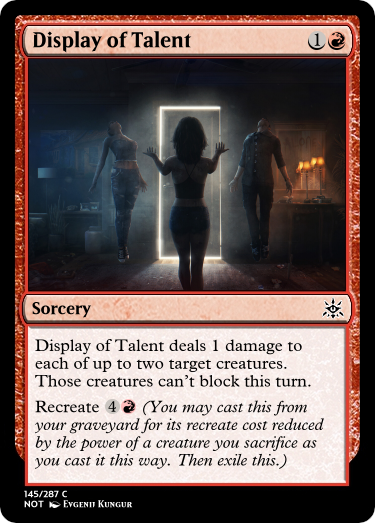 Display of Talent 1
Sorcery
Display of Talent deals 1 damage to
each of up to two target creatures.
Those creatures can't block this turn.
Recreate 4 (You may cast this from
your graveyard for its recreate cost reduced
by the power of a creature you sacrifice as
you cast it this way. Then exile this.)
145/287 C
NOT Evgenii Kungur